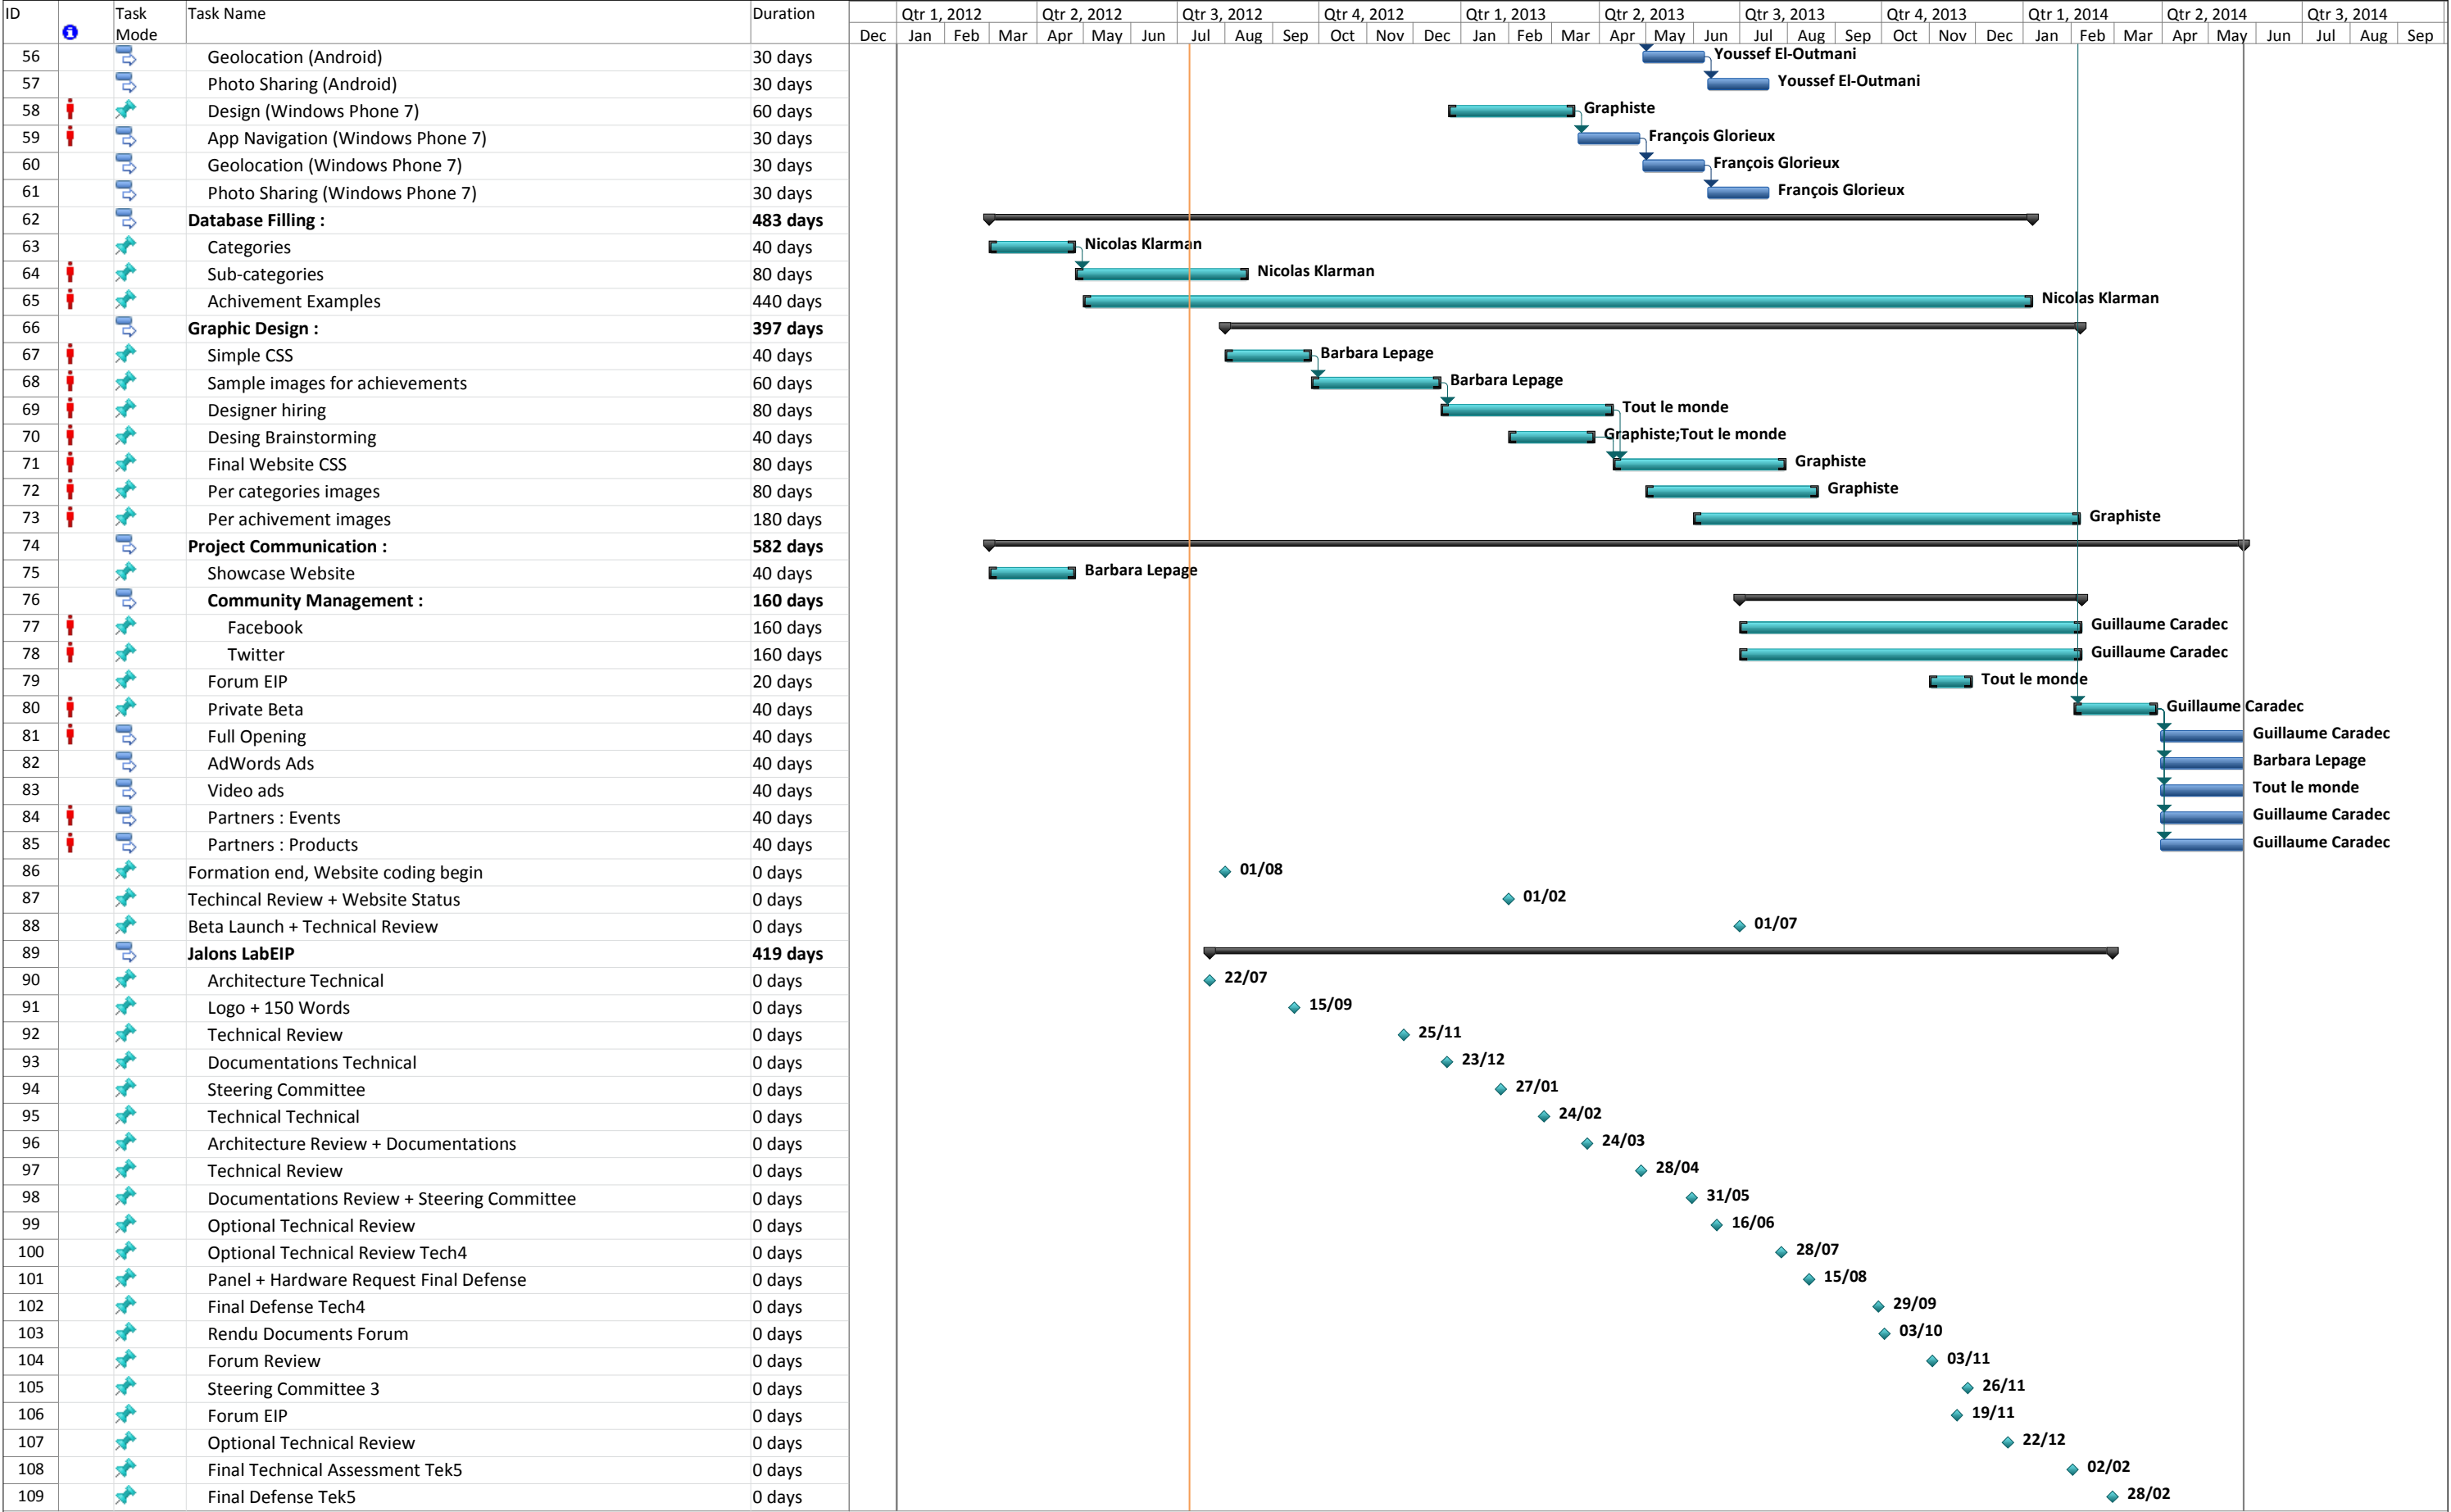 ID Task Mode Task Name Duration
Qtr 1, 2012 Qtr 2, 2012 Qtr 3, 2012 Qtr 4, 2012 Qtr 1, 2013 Qtr 2, 2013 Qtr 3, 2013 Qtr 4, 2013 Qtr 1, 2014 Qtr 2, 2014 Qtr 3, 2014
Dec Jan Feb Mar Apr May Jun Jul Aug Sep Oct Nov Dec Jan Feb Mar Apr May Jun Jul Aug Sep Oct Nov Dec Jan Feb Mar Apr May Jun Jul Aug Sep
56 Geolocation (Android) 30 days Youssef El-Outmani
57 Photo Sharing (Android) 30 days Youssef El-Outmani
58 Design (Windows Phone 7) 60 days Graphiste
59 App Navigation (Windows Phone 7) 30 days François Glorieux
60 Geolocation (Windows Phone 7) 30 days François Glorieux
61 Photo Sharing (Windows Phone 7) 30 days François Glorieux
62 Database Filling : 483 days
63 Categories 40 days Nicolas Klarman
64 Sub-categories 80 days Nicolas Klarman
65 Achivement Examples 440 days Nicolas Klarman
66 Graphic Design : 397 days
67 Simple CSS 40 days Barbara Lepage
68 Sample images for achievements 60 days Barbara Lepage
69 Designer hiring 80 days Tout le monde
70 Desing Brainstorming 40 days Graphiste;Tout le monde
71 Final Website CSS 80 days Graphiste
72 Per categories images 80 days Graphiste
73 Per achivement images 180 days Graphiste
74 Project Communication : 582 days
75 Showcase Website 40 days Barbara Lepage
76 Community Management : 160 days
77 Facebook 160 days Guillaume Caradec
78 Twitter 160 days Guillaume Caradec
79 Forum EIP 20 days Tout le monde
80 Private Beta 40 days Guillaume Caradec
81 Full Opening 40 days Guillaume Caradec
82 AdWords Ads 40 days Barbara Lepage
83 Video ads 40 days Tout le monde
84 Partners : Events 40 days Guillaume Caradec
85 Partners : Products 40 days Guillaume Caradec
86 Formation end, Website coding begin 0 days 01/08
87 Techincal Review + Website Status 0 days 01/02
88 Beta Launch + Technical Review 0 days 01/07
89 Jalons LabEIP 419 days
90 Architecture Technical 0 days 22/07
91 Logo + 150 Words 0 days 15/09
92 Technical Review 0 days 25/11
93 Documentations Technical 0 days 23/12
94 Steering Committee 0 days 27/01
95 Technical Technical 0 days 24/02
96 Architecture Review + Documentations 0 days 24/03
97 Technical Review 0 days 28/04
98 Documentations Review + Steering Committee 0 days 31/05
99 Optional Technical Review 0 days 16/06
100 Optional Technical Review Tech4 0 days 28/07
101 Panel + Hardware Request Final Defense 0 days 15/08
102 Final Defense Tech4 0 days 29/09
103 Rendu Documents Forum 0 days 03/10
104 Forum Review 0 days 03/11
105 Steering Committee 3 0 days 26/11
106 Forum EIP 0 days 19/11
107 Optional Technical Review 0 days 22/12
108 Final Technical Assessment Tek5 0 days 02/02
109 Final Defense Tek5 0 days 28/02